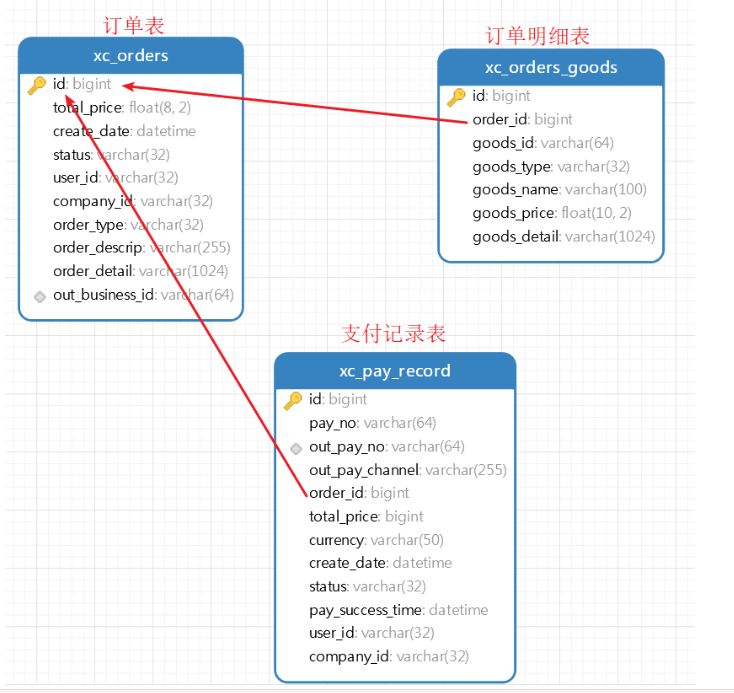 订单表
xc_orders
id: bigint
total_price: float(8, 2)
create_date: datetime
status: varchar(32)
user_id: varchar(32)
company_id: varchar(32)
order_type: varchar(32)
order_descrip: varchar(255)
order_detail: varchar(1024)
out_business_id: varchar(64)
订单明细表
xc_orders_goods
id: bigint
order_id: bigint
goods_id: varchar(64)
goods_type: varchar(32)
goods_name: varchar(100)
goods_price: float(10, 2)
goods_detail: varchar(1024)
支付记录表
xc_pay_record
id: bigint
pay_no: varchar(64)
out_pay_no: varchar(64)
out_pay_channel: varchar(255)
order_id: bigint
total_price: bigint
currency: varchar(50)
create_date: datetime
status: varchar(32)
pay_success_time: datetime
user_id: varchar(32)
company_id: varchar(32)